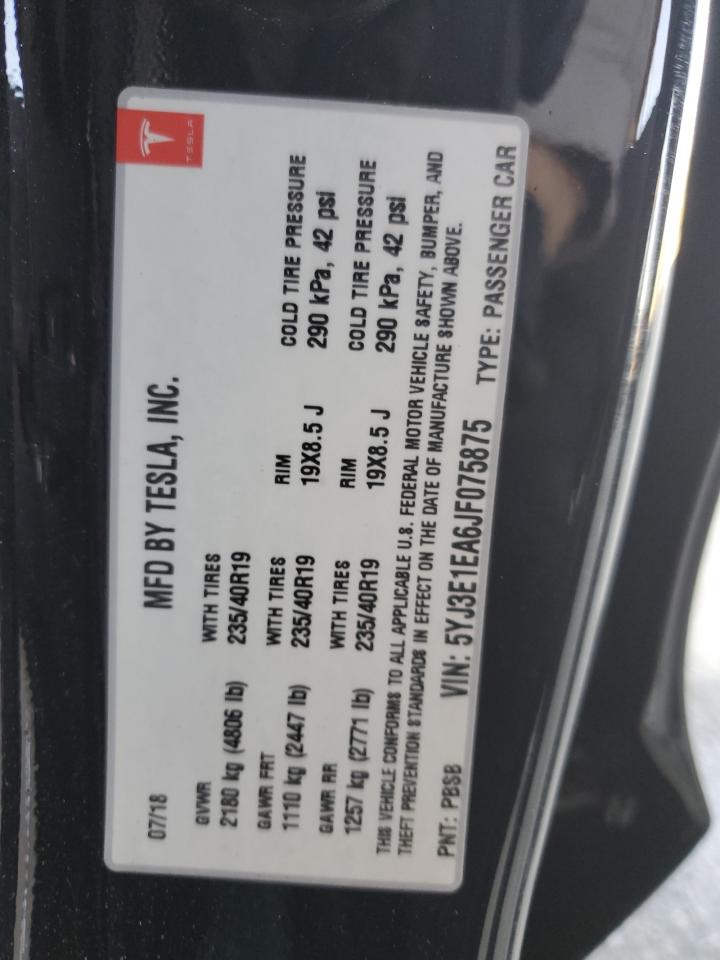 TESLA
07/18 MFD BY TESLA, INC.
GVWR WITH TIRES
2180 kg (4806 lb) 235/40R19
GAWR FRT WITH TIRES RIM COLD TIRE PRESSURE
1110 kg (2447 lb) 235/40R19 19X8.5 J 290 kPa, 42 psi
GAWR RR WITH TIRES RIM COLD TIRE PRESSURE
1257 kg (2771 lb) 235/40R19 19X8.5 J 290 kPa, 42 psi
THIS VEHICLE CONFORMS TO ALL APPLICABLE U.S. FEDERAL MOTOR VEHICLE SAFETY, BUMPER, AND
THEFT PREVENTION STANDARDS IN EFFECT ON THE DATE OF MANUFACTURE SHOWN ABOVE.
PNT: PBSB VIN: 5YJ3E1EA6JF075875 TYPE: PASSENGER CAR